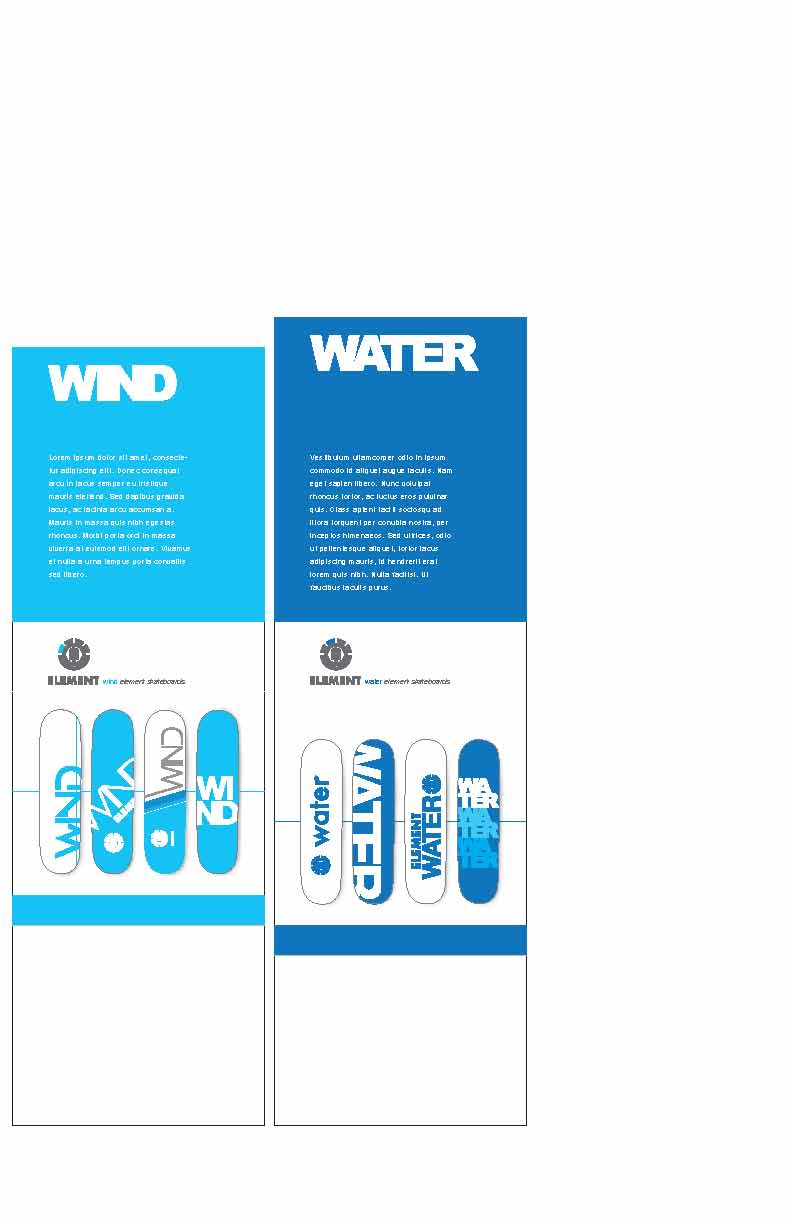 WIND
Lorem ipsum dolor sit amet, consecte-
tur adipiscing elit. Donec consequat
arcu in lacus semper eu tristique
mauris eleifend. Sed dapibus gravida
lacus, ac lacinia arcu accumsan a.
Mauris in massa quis nibh egestas
rhoncus. Morbi porta orci in massa
viverra at euismod elit ornare. Vivamus
et nulla a urna tempus porta convallis
sed libero.
ELEMENT wind element skateboards
WIND
WIND
WIND
WI
ND
WATER
Vestibulum ullamcorper odio in ipsum
commodo id aliquet augue iaculis. Nam
eget sapien libero. Nunc volutpat
rhoncus tortor, ac luctus eros pulvinar
quis. Class aptent taciti sociosqu ad
litora torquent per conubia nostra, per
inceptos himenaeos. Sed ultrices, odio
ut pellentesque aliquet, tortor lacus
adipiscing mauris, id hendrerit erat
lorem quis nibh. Nulla facilisi. Ut
faucibus iaculis purus.
ELEMENT water element skateboards
water
WATER
ELEMENT
WATER
WA
TER
WA
TER
WA
TER